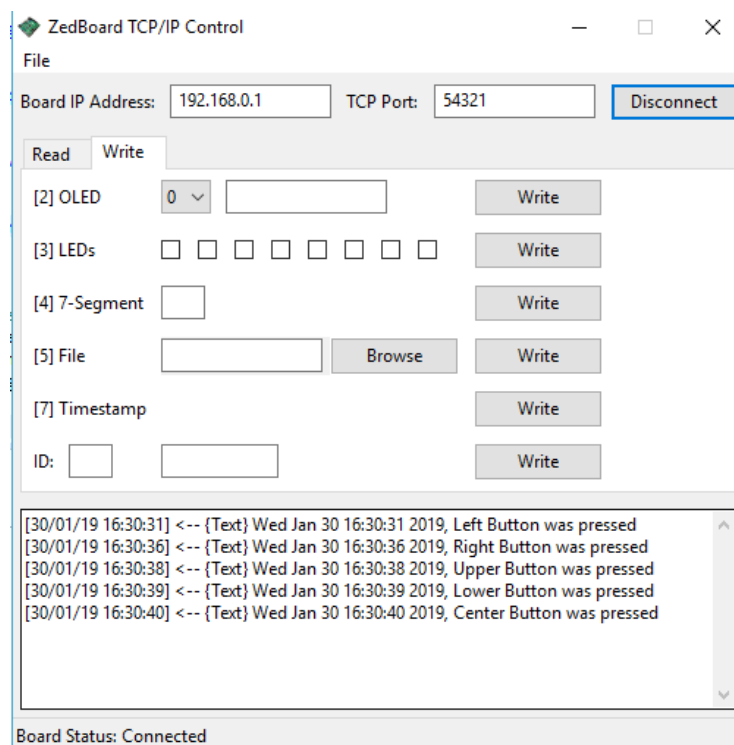 ZedBoard TCP/IP Control
File
Board IP Address: 192.168.0.1 TCP Port: 54321 Disconnect
Read Write
[2] OLED 0 Write
[3] LEDs Write
[4] 7-Segment Write
[5] File Browse Write
[7] Timestamp Write
ID: Write
[30/01/19 16:30:31] <-- {Text} Wed Jan 30 16:30:31 2019, Left Button was pressed
[30/01/19 16:30:36] <-- {Text} Wed Jan 30 16:30:36 2019, Right Button was pressed
[30/01/19 16:30:38] <-- {Text} Wed Jan 30 16:30:38 2019, Upper Button was pressed
[30/01/19 16:30:39] <-- {Text} Wed Jan 30 16:30:39 2019, Lower Button was pressed
[30/01/19 16:30:40] <-- {Text} Wed Jan 30 16:30:40 2019, Center Button was pressed
Board Status: Connected